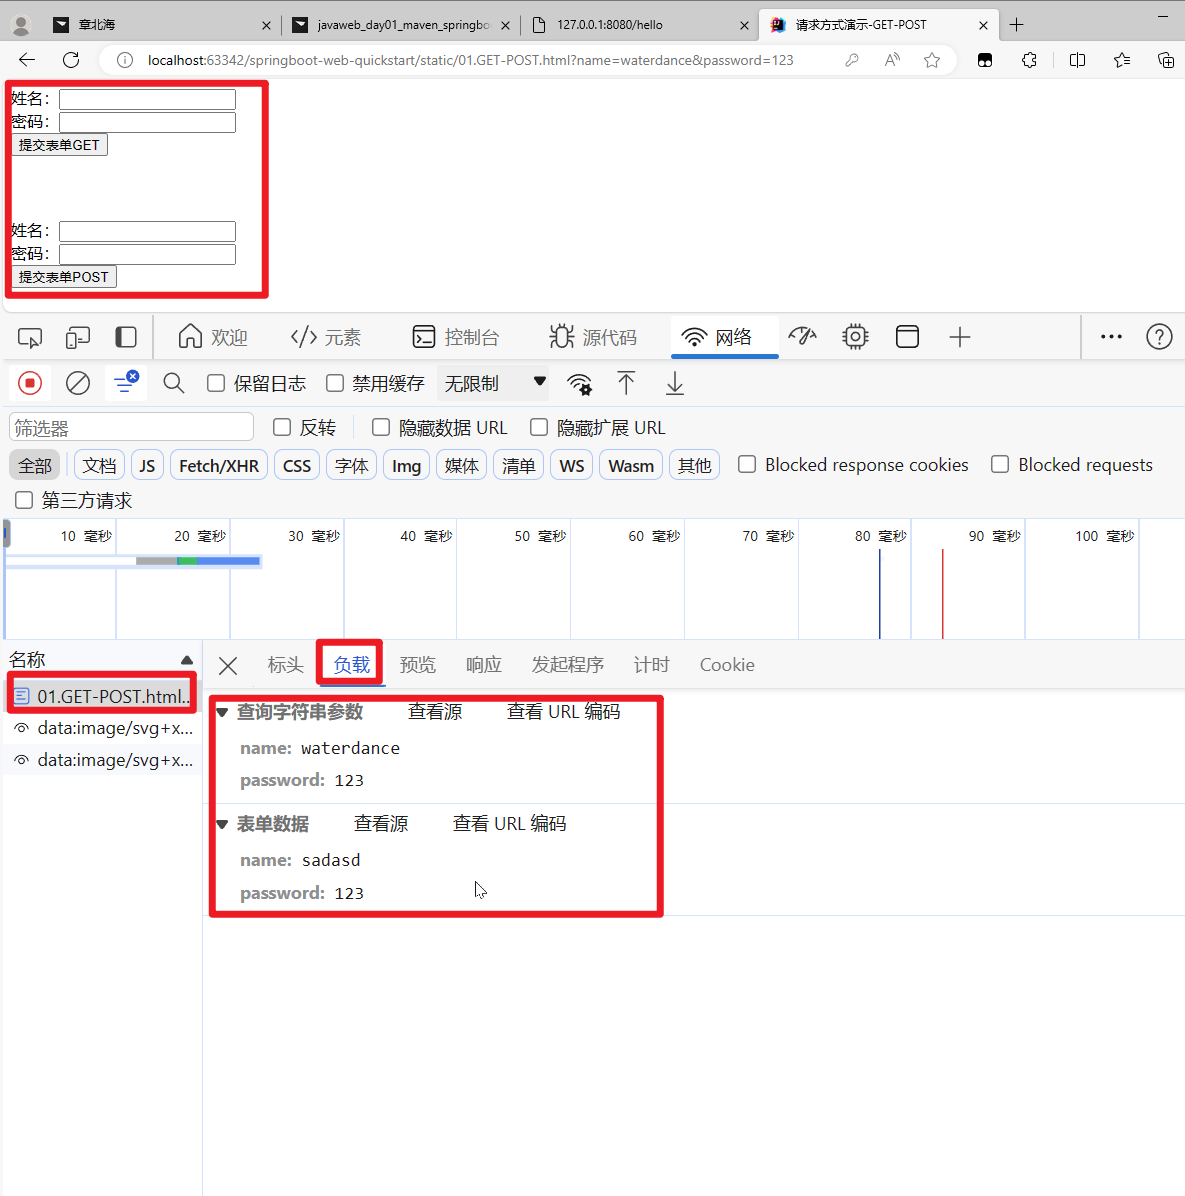 章北海
javaweb_day01_maven_springbo
127.0.0.1:8080/hello
请求方式演示-GET-POST
localhost:63342/springboot-web-quickstart/static/01.GET-POST.html?name=waterdance&password=123
姓名：
密码：
提交表单GET
姓名：
密码：
提交表单POST
欢迎 </> 元素 控制台 源代码 网络
保留日志 禁用缓存 无限制
筛选器 反转 隐藏数据 URL 隐藏扩展 URL
全部 文档 JS Fetch/XHR CSS 字体 Img 媒体 清单 WS Wasm 其他 Blocked response cookies Blocked requests
第三方请求
10 毫秒 20 毫秒 30 毫秒 40 毫秒 50 毫秒 60 毫秒 70 毫秒 80 毫秒 90 毫秒 100 毫秒
名称
01.GET-POST.html..
data:image/svg+x...
data:image/svg+x...
标头 负载 预览 响应 发起程序 计时 Cookie
查询字符串参数 查看源 查看 URL 编码
name: waterdance
password: 123
表单数据 查看源 查看 URL 编码
name: sadasd
password: 123